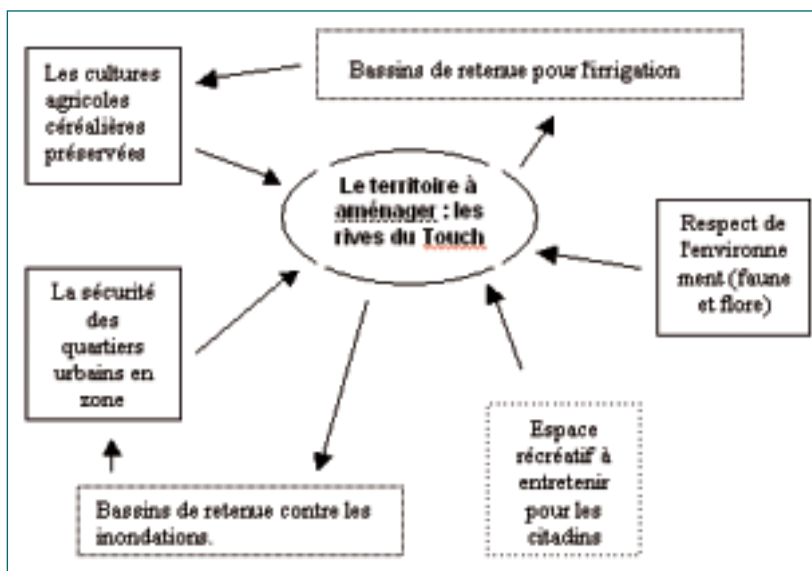 Les cultures
agricoles
céréalières
préservées
Bassins de retenue pour l'irrigation
Le territoire à
aménager : les
rives du Touch
Respect de
l'environne
ment (faune
et flore)
La sécurité
des
quartiers
urbains en
zone
Espace
récréatif à
entretenir
pour les
citadins
Bassins de retenue contre les
inondations.